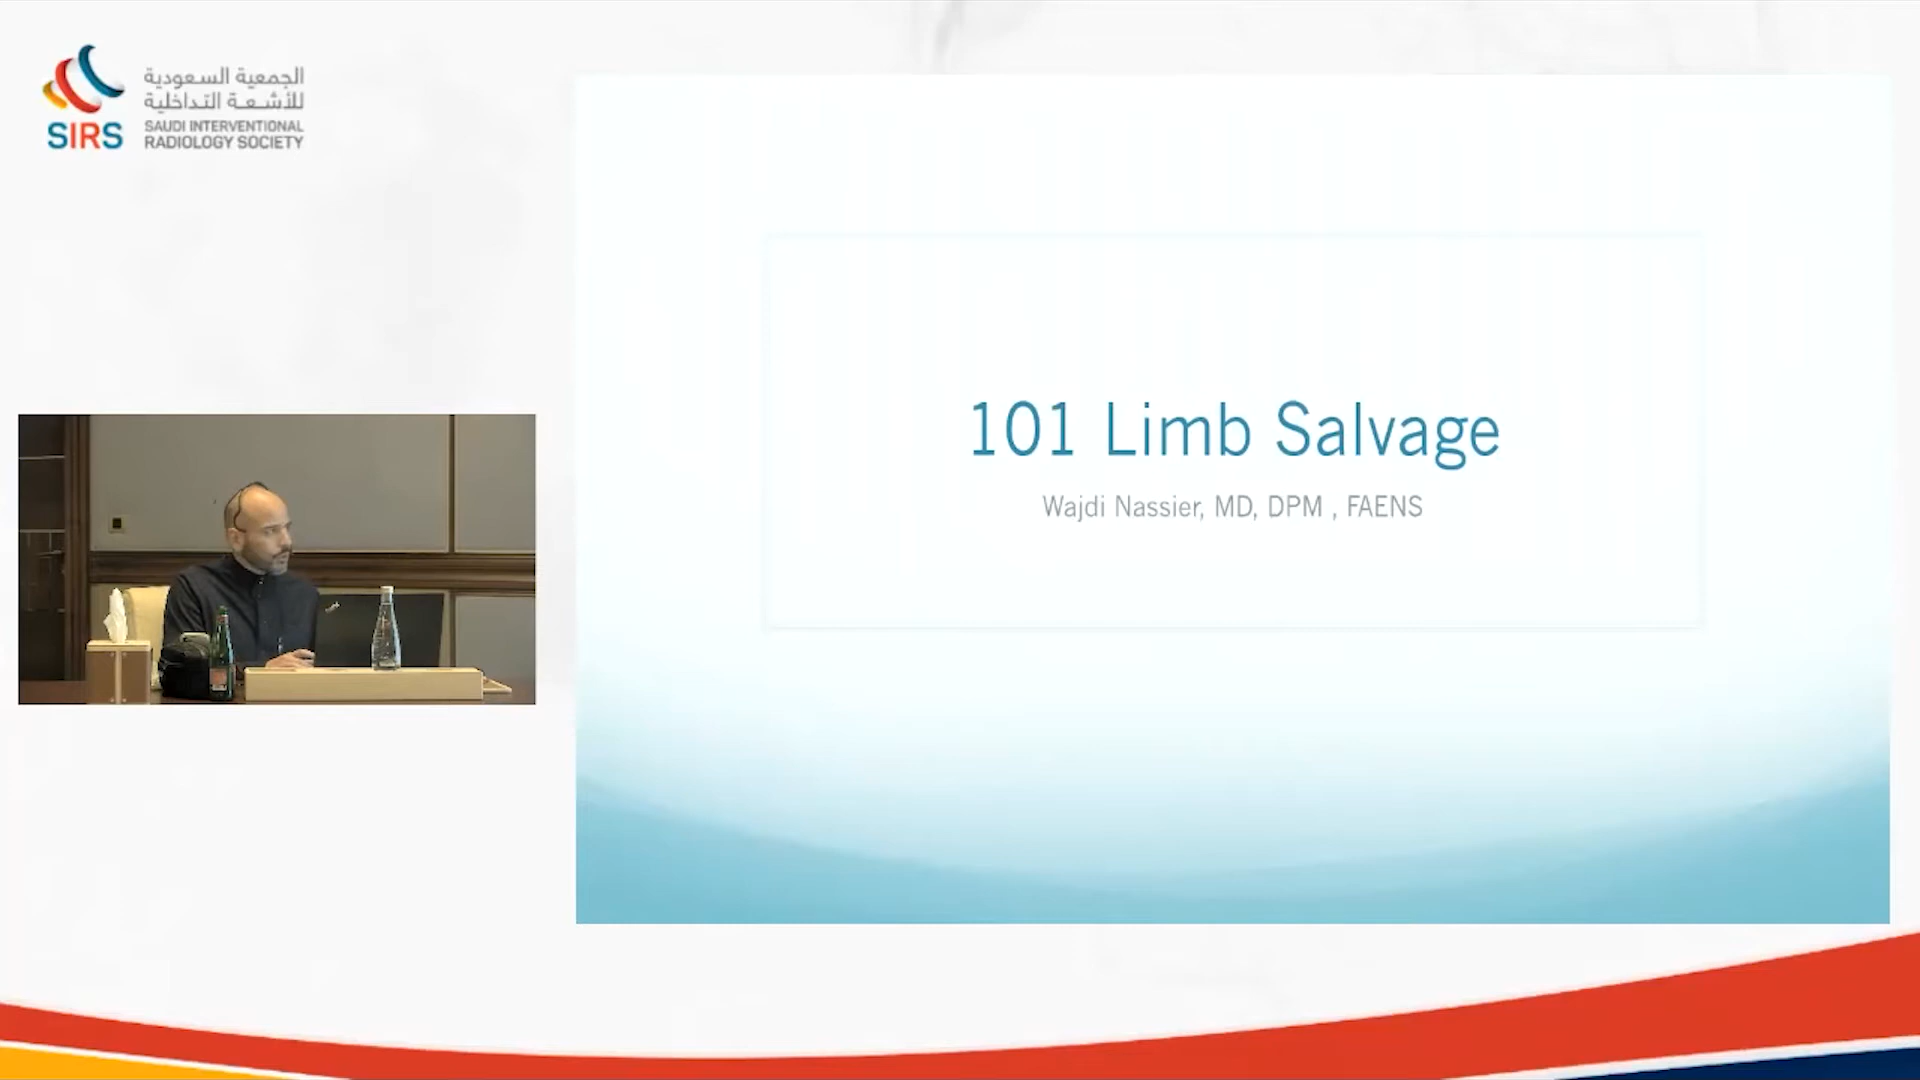 الجمعية السعودية
للأشعة التداخلية
SIRS
SAUDI INTERVENTIONAL
RADIOLOGY SOCIETY
101 Limb Salvage
Wajdi Nassier, MD, DPM , FAENS